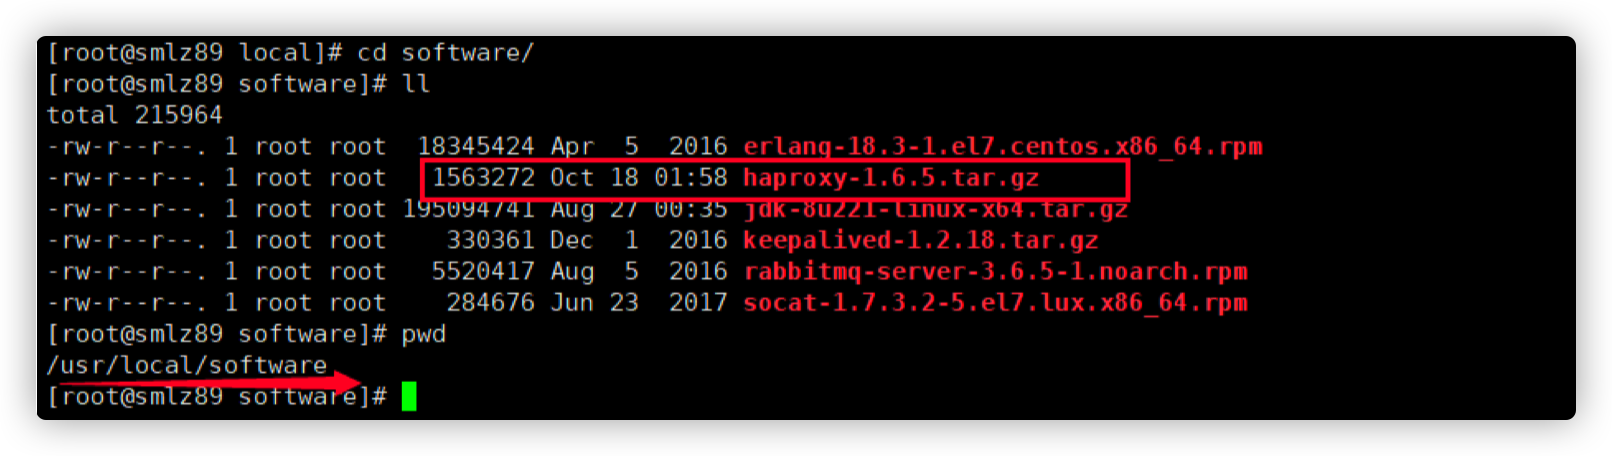 [root@smlz89 local]# cd software/
[root@smlz89 software]# ll
total 215964
-rw-r--r--. 1 root root  18345424 Apr  5  2016 erlang-18.3-1.el7.centos.x86_64.rpm
-rw-r--r--. 1 root root   1563272 Oct 18 01:58 haproxy-1.6.5.tar.gz
-rw-r--r--. 1 root root 195094741 Aug 27 00:35 jdk-8u221-linux-x64.tar.gz
-rw-r--r--. 1 root root    330361 Dec  1  2016 keepalived-1.2.18.tar.gz
-rw-r--r--. 1 root root   5520417 Aug  5  2016 rabbitmq-server-3.6.5-1.noarch.rpm
-rw-r--r--. 1 root root    284676 Jun 23  2017 socat-1.7.3.2-5.el7.lux.x86_64.rpm
[root@smlz89 software]# pwd
/usr/local/software
[root@smlz89 software]#